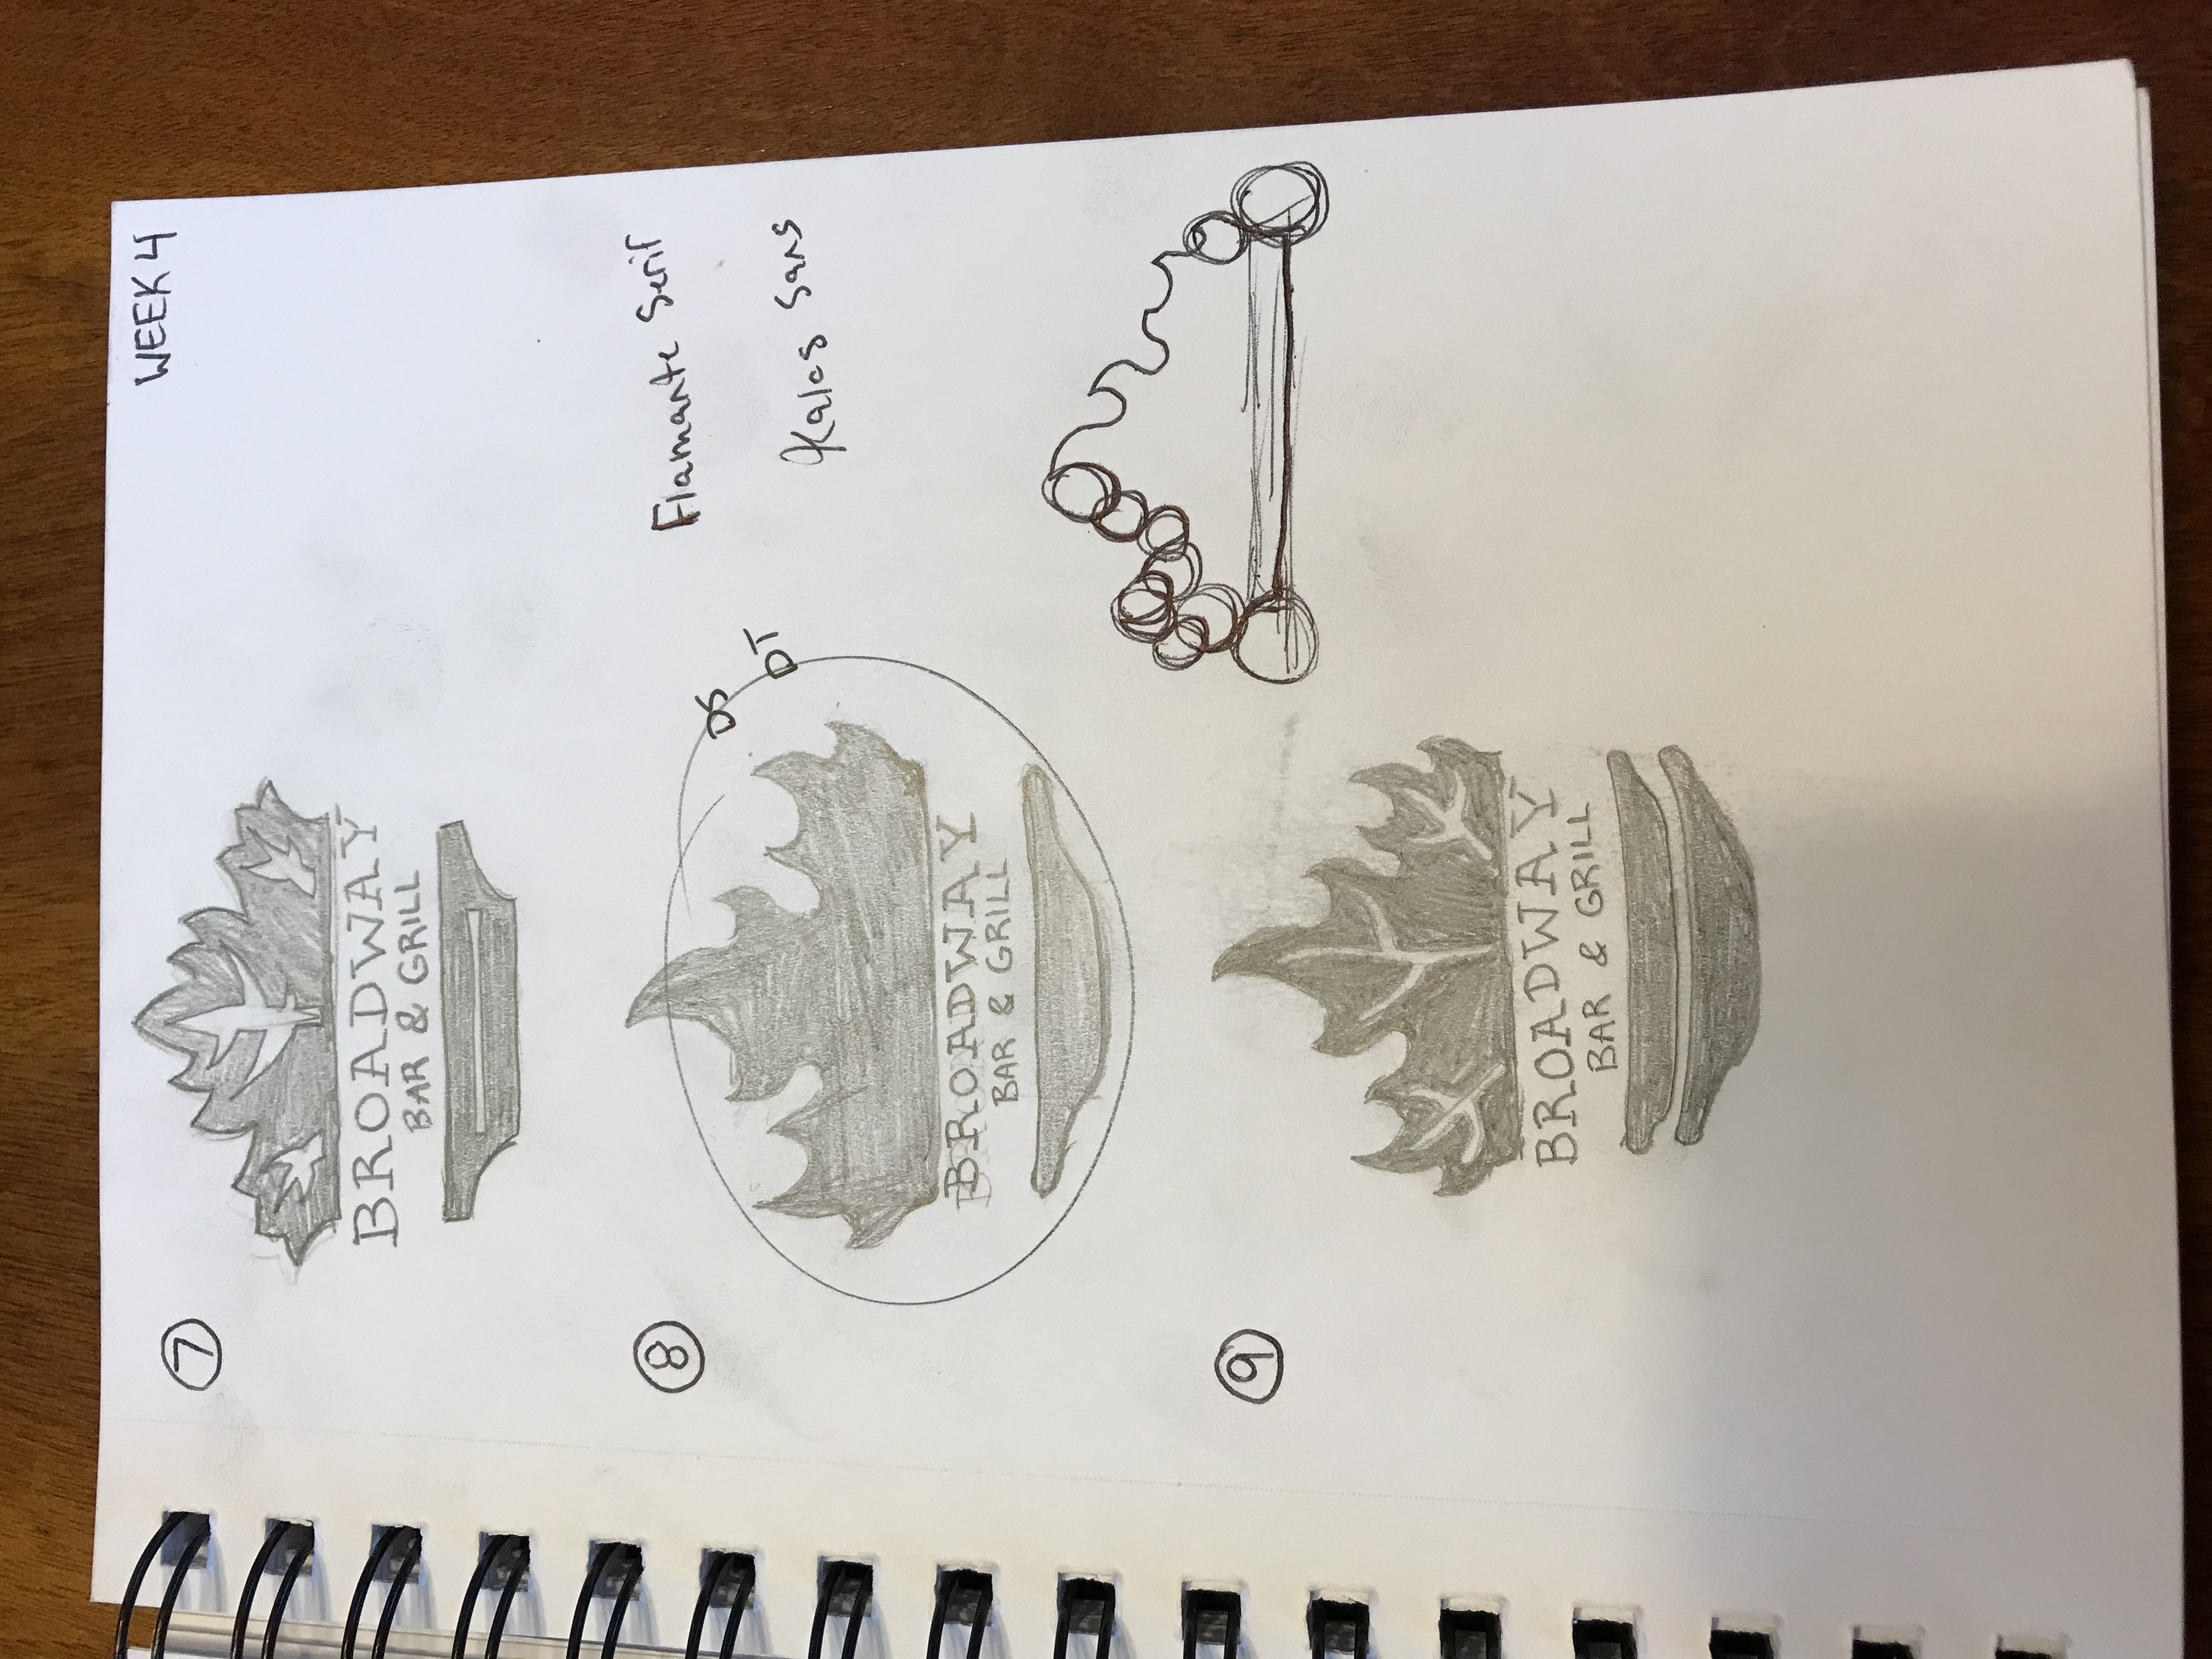 WEEK 4
7
BROADWAY
BAR & GRILL
8
DS
DT
Flamante Serif
Kalas Sans
BROADWAY
BAR & GRILL
9
BROADWAY
BAR & GRILL